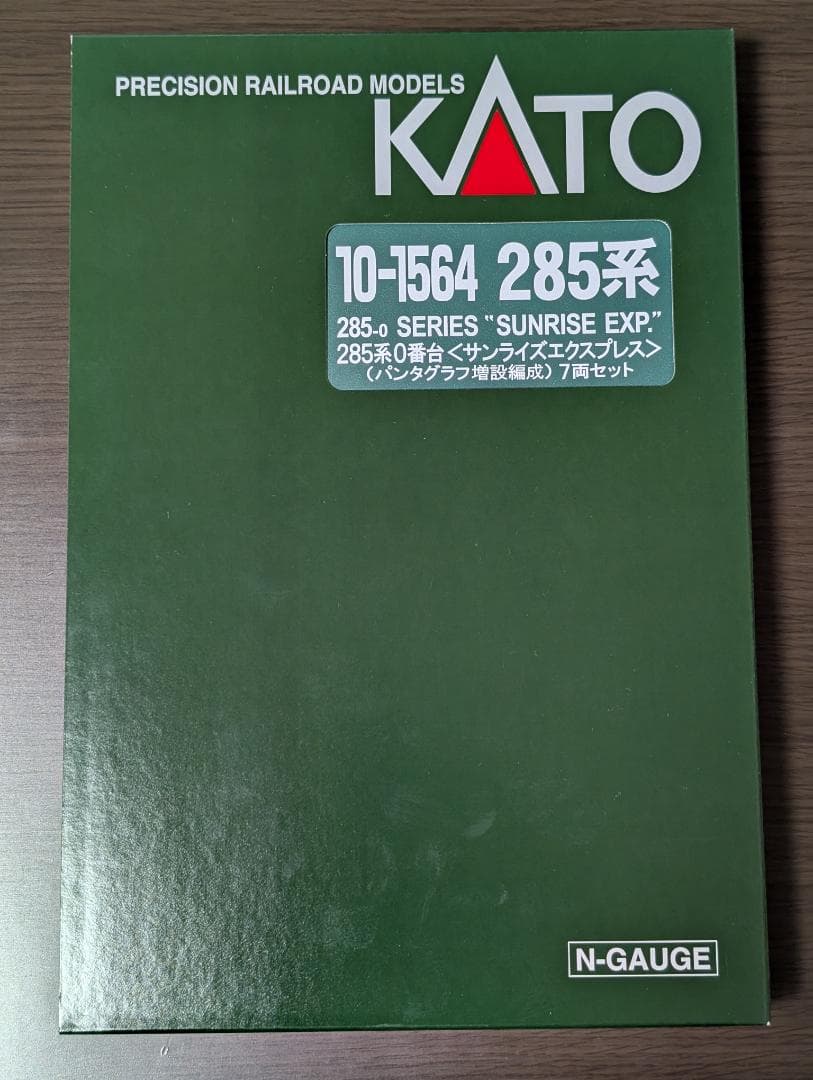 PRECISION RAILROAD MODELS
KATO
10-1564 285系
285-0 SERIES "SUNRISE EXP."
285系0番台<サンライズエクスプレス>
(パンタグラフ増設編成) 7両セット
N-GAUGE